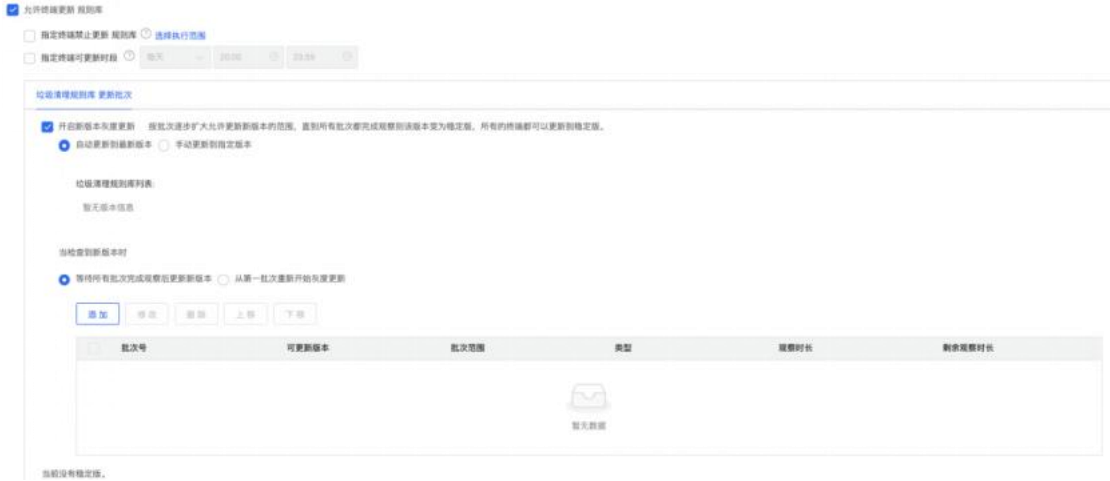 允许终端更新 规则库
指定终端禁止更新 规则库 选择执行范围
指定终端可更新时段 每天 20:00 23:59
垃圾清理规则库 更新批次
开启新版本灰度更新 按批次逐步扩大允许更新新版本的范围，直到所有批次都完成观察则该版本变为稳定版，所有的终端都可以更新到稳定版。
自动更新到最新版本 手动更新到指定版本
垃圾清理规则库列表:
暂无版本信息
当检查到新版本时
等待所有批次完成观察后更新新版本 从第一批次重新开始灰度更新
添加 修改 删除 上移 下移
批次号 可更新版本 批次范围 类型 观察时长 剩余观察时长
暂无数据
当前没有稳定版。